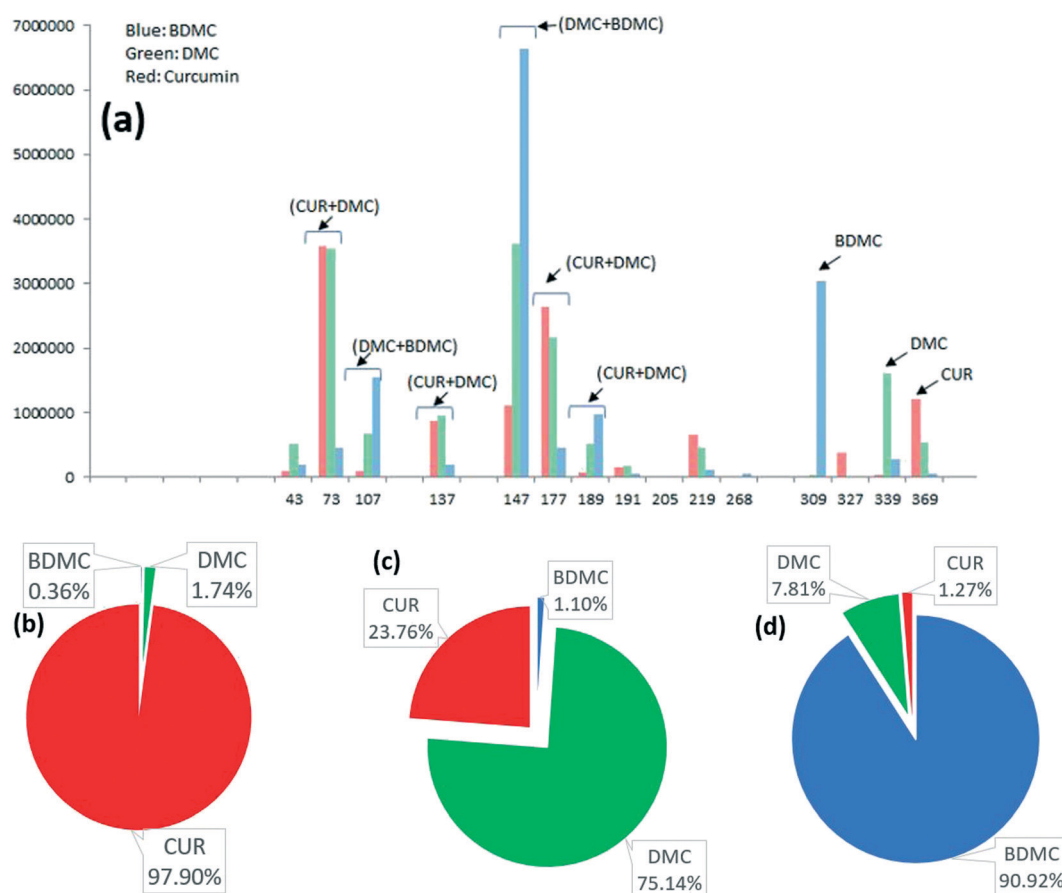 7000000
6000000
5000000
4000000
3000000
2000000
1000000
0
Blue: BDMC
Green: DMC
Red: Curcumin
(a)
(CUR+DMC)
(DMC+BDMC)
(CUR+DMC)
(DMC+BDMC)
(CUR+DMC)
(CUR+DMC)
BDMC
DMC
CUR
43 73 107 137 147 177 189 191 205 219 268 309 327 339 369
(b)
BDMC
0.36%
DMC
1.74%
CUR
97.90%
(c)
CUR
23.76%
BDMC
1.10%
DMC
75.14%
(d)
DMC
7.81%
CUR
1.27%
BDMC
90.92%